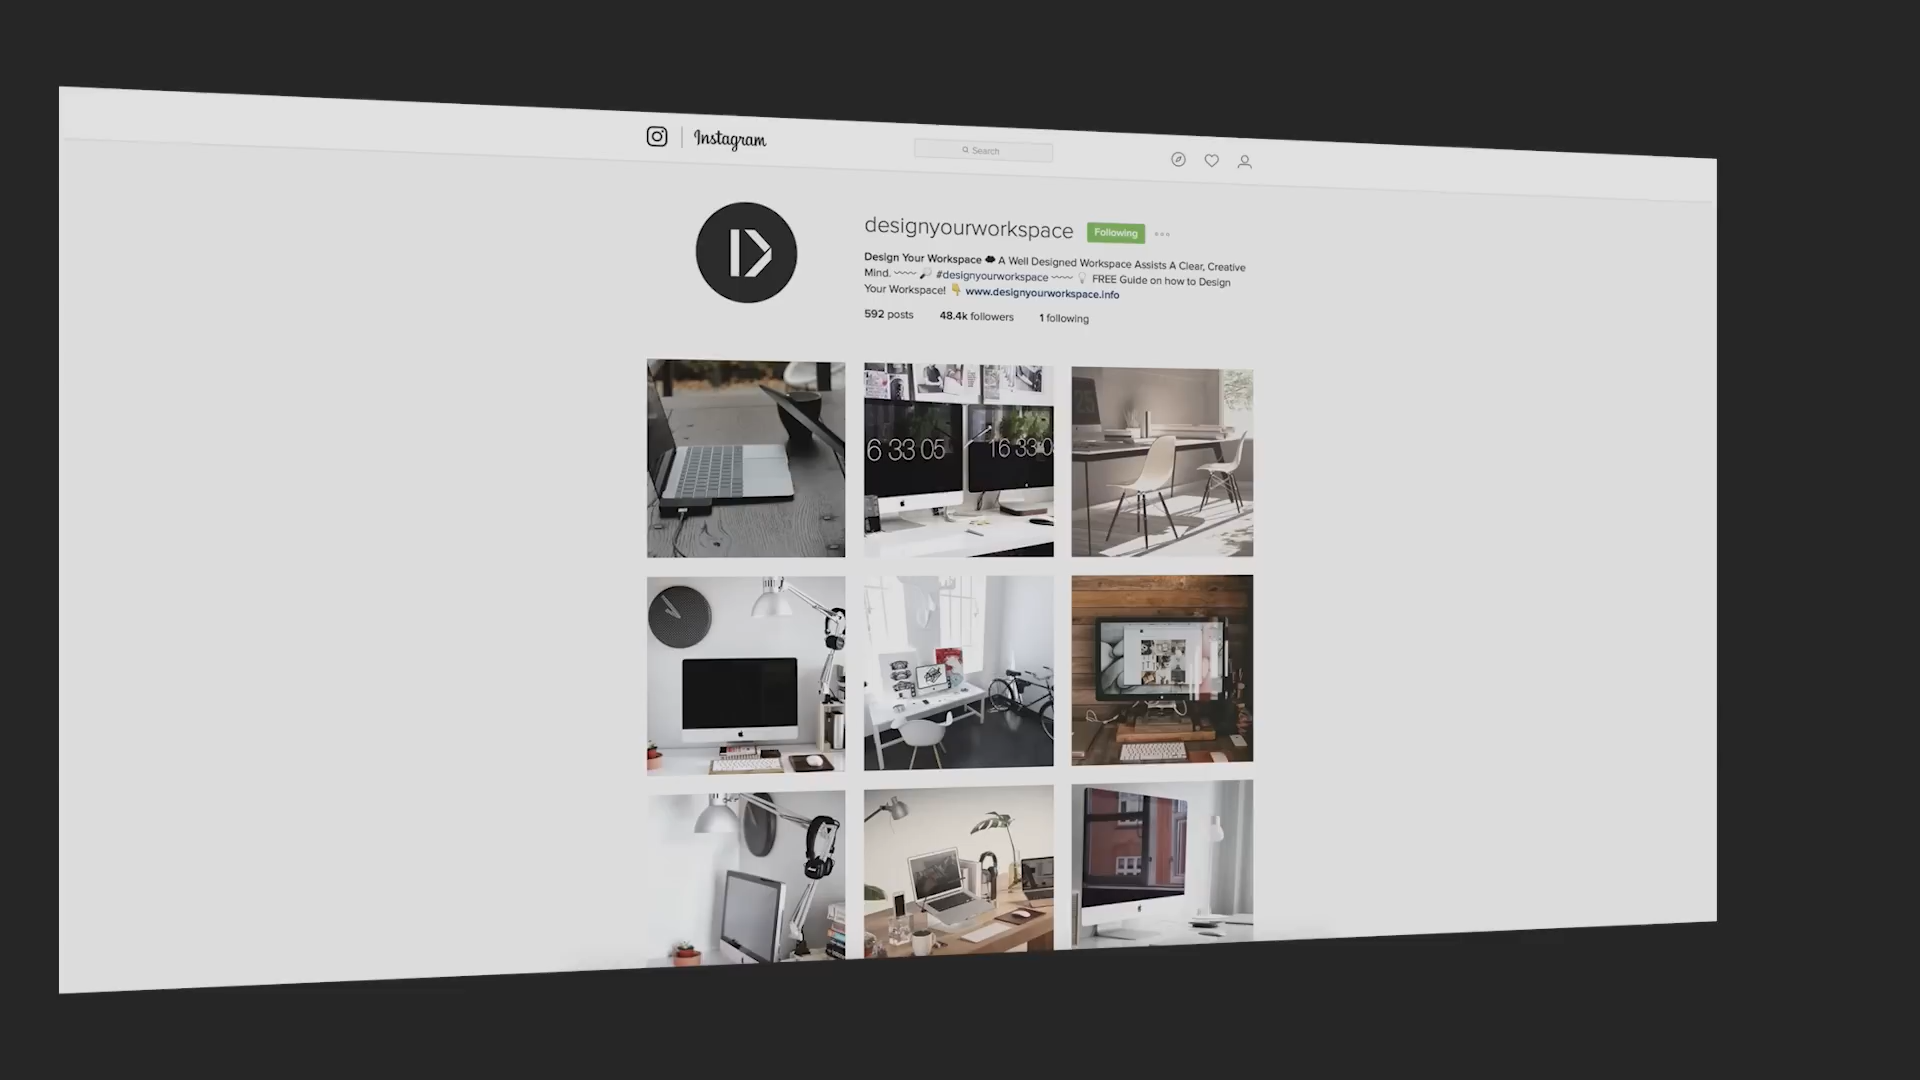 Instagram
Search
designyourworkspace Following
Design Your Workspace A Well Designed Workspace Assists A Clear, Creative
Mind. 〰〰 🔎 #designyourworkspace 〰〰 💡 FREE Guide on how to Design
Your Workspace! 👇 www.designyourworkspace.info
592 posts 48.4k followers 1 following
6 33 05
16 33 0